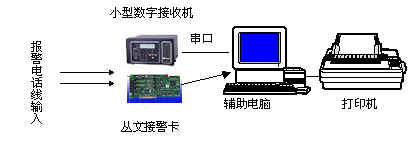 小型数字接收机
串口
报警电话线输入
丛文接警卡
辅助电脑
打印机